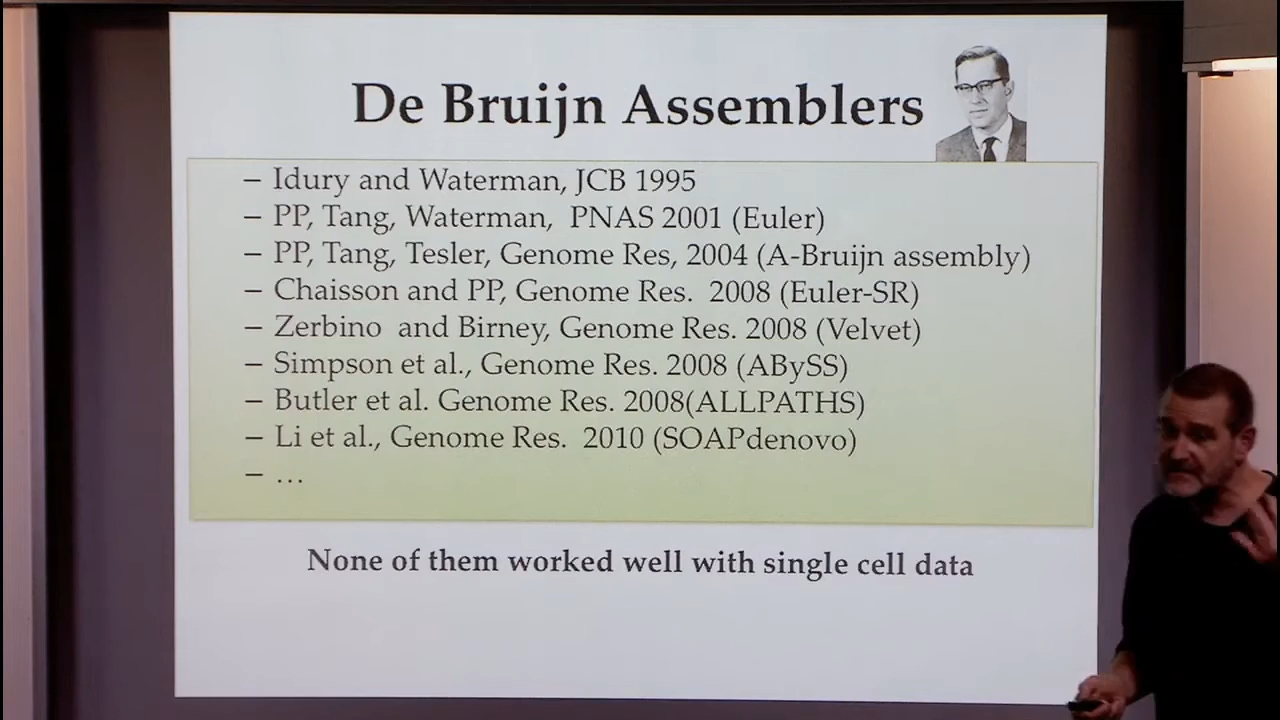 De Bruijn Assemblers
– Idury and Waterman, JCB 1995
– PP, Tang, Waterman, PNAS 2001 (Euler)
– PP, Tang, Tesler, Genome Res, 2004 (A-Bruijn assembly)
– Chaisson and PP, Genome Res. 2008 (Euler-SR)
– Zerbino and Birney, Genome Res. 2008 (Velvet)
– Simpson et al., Genome Res. 2008 (ABySS)
– Butler et al. Genome Res. 2008(ALLPATHS)
– Li et al., Genome Res. 2010 (SOAPdenovo)
– …
None of them worked well with single cell data